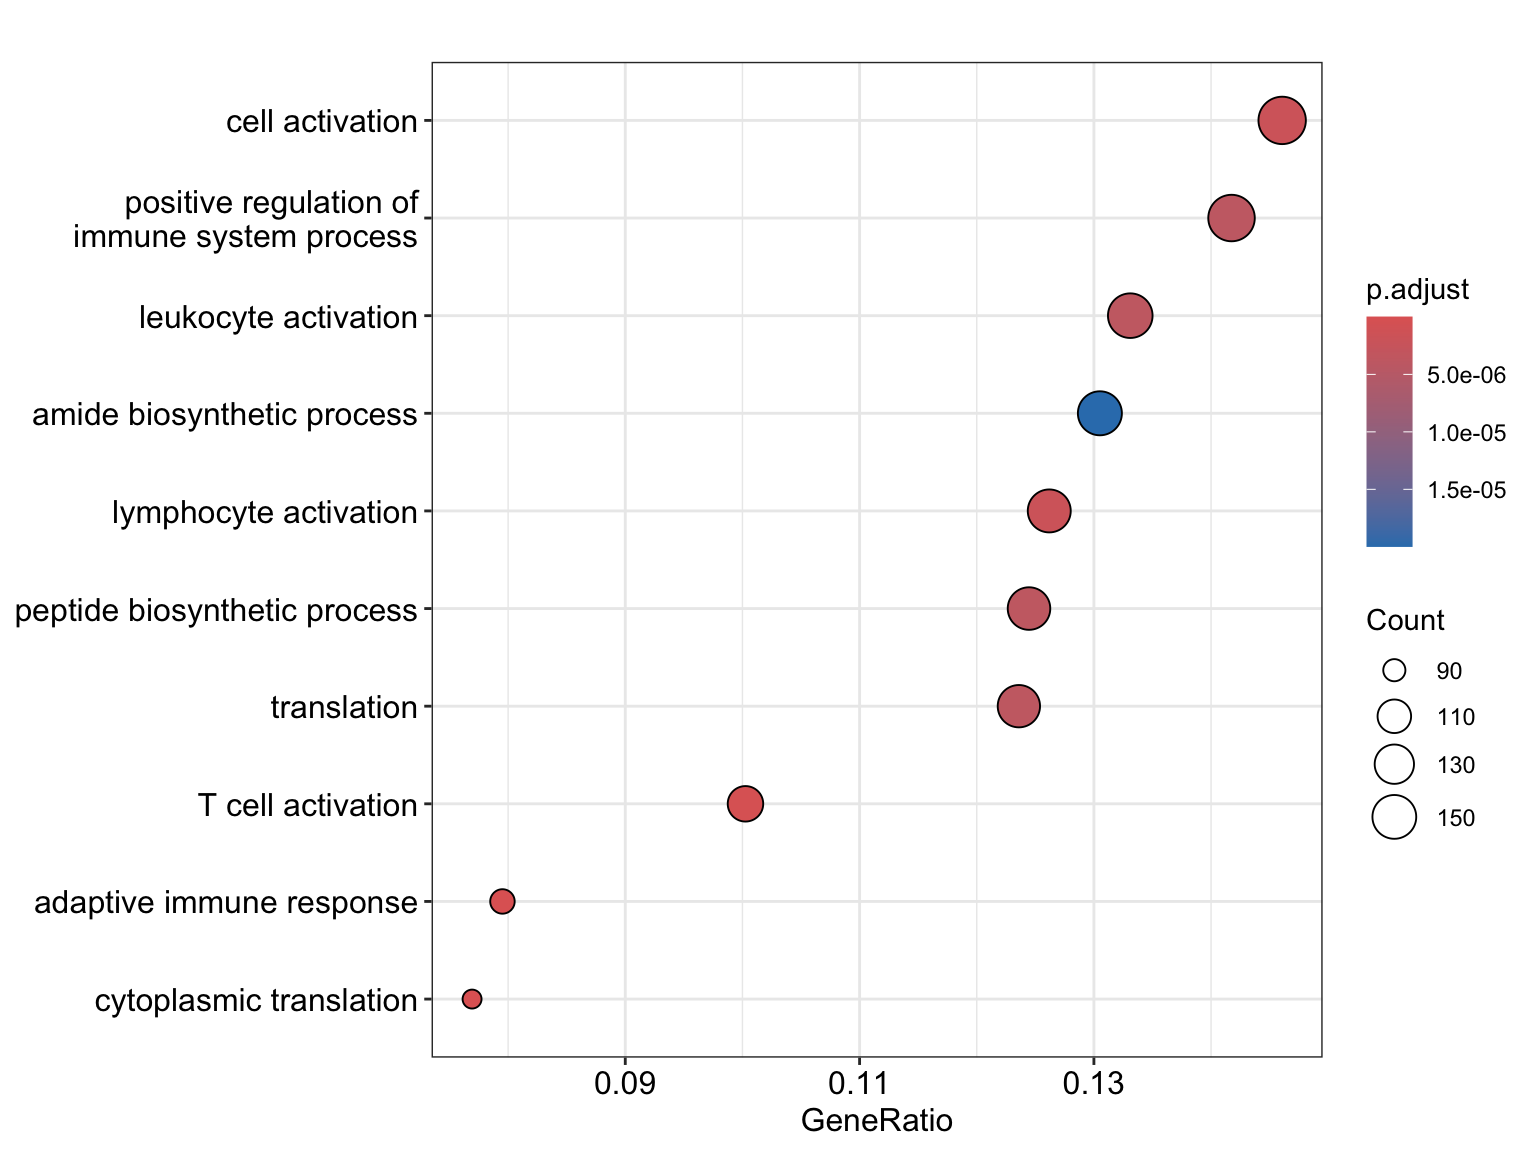 cell activation
positive regulation of
immune system process
leukocyte activation
amide biosynthetic process
lymphocyte activation
peptide biosynthetic process
translation
T cell activation
adaptive immune response
cytoplasmic translation
0.09
0.11
0.13
GeneRatio
p.adjust
5.0e-06
1.0e-05
1.5e-05
Count
90
110
130
150